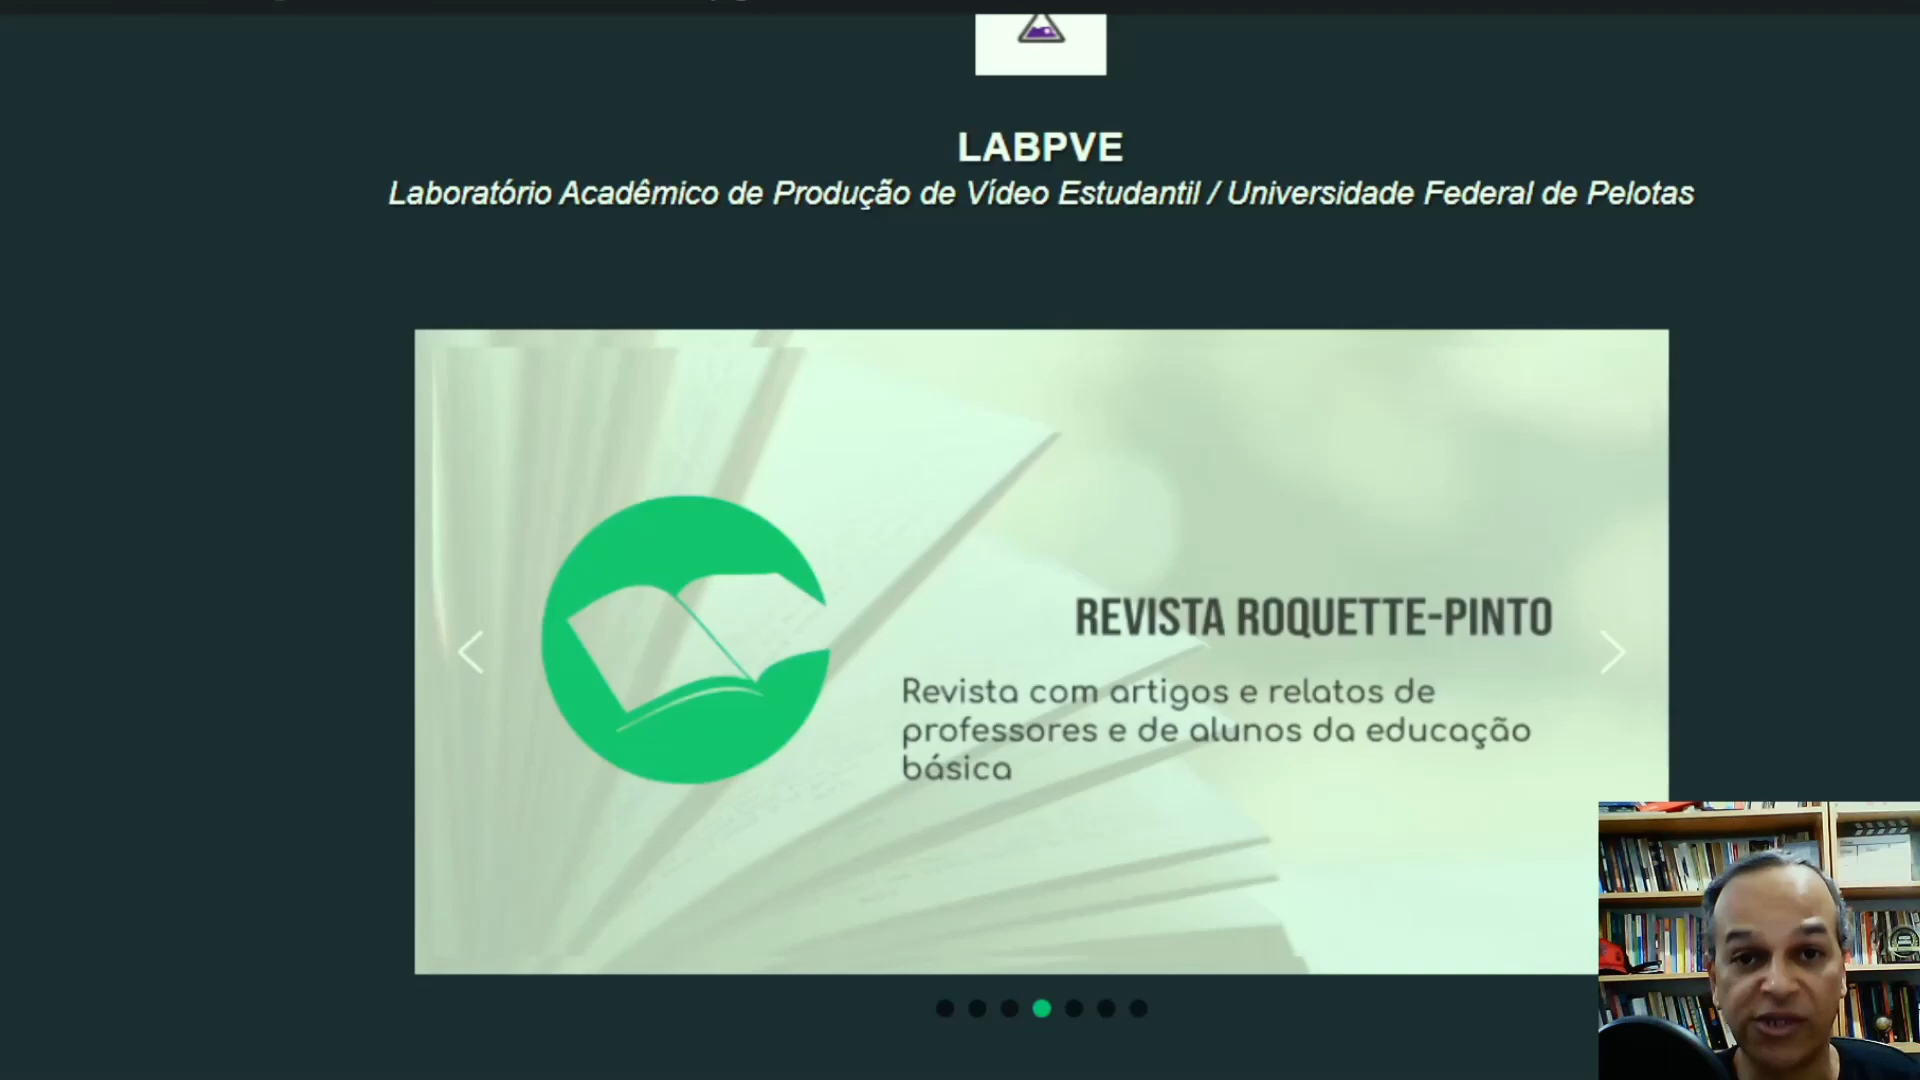 LABPVE
Laboratório Acadêmico de Produção de Vídeo Estudantil / Universidade Federal de Pelotas
REVISTA ROQUETTE-PINTO
Revista com artigos e relatos de
professores e de alunos da educação
básica